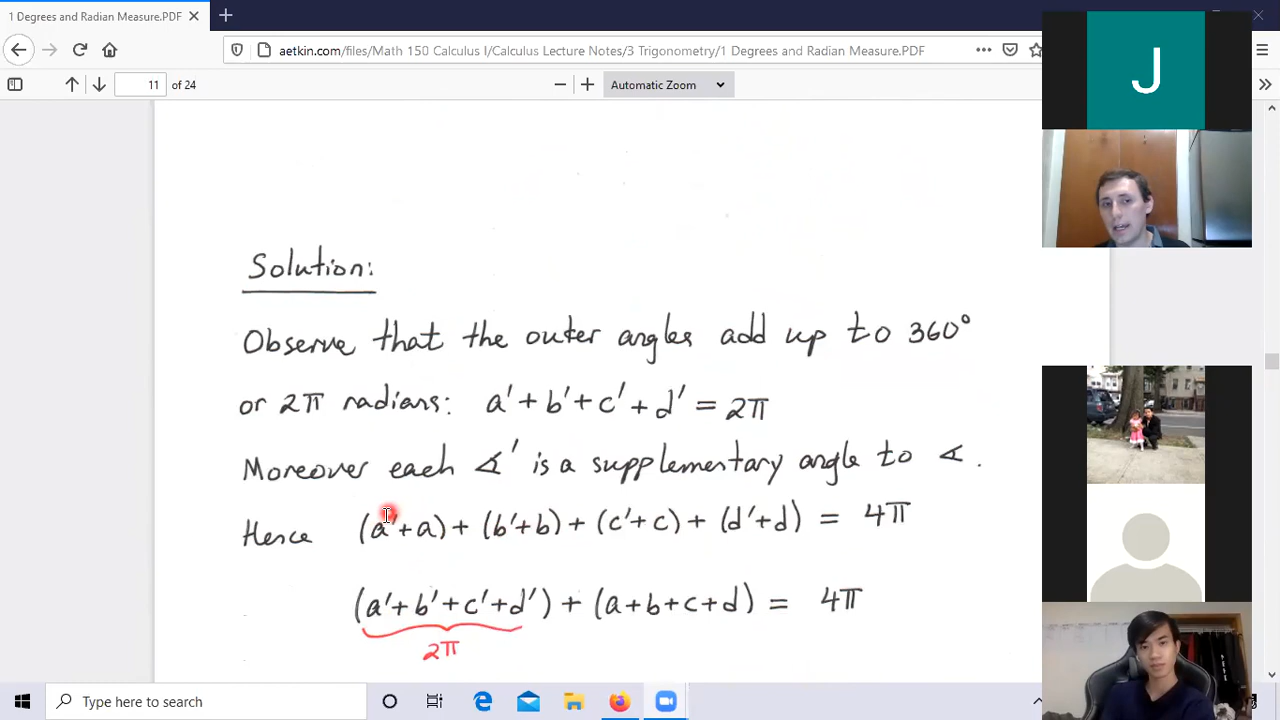 1 Degrees and Radian Measure.PDF
aetkin.com/files/Math 150 Calculus I/Calculus Lecture Notes/3 Trigonometry/1 Degrees and Radian Measure.PDF
11 of 24
Automatic Zoom
J
Solution:
Observe that the outer angles add up to 360°
or 2π radians: a' + b' + c' + d' = 2π
Moreover each ∢' is a supplementary angle to ∢.
Hence (a'+a) + (b'+b) + (c'+c) + (d'+d) = 4π
(a'+b'+c'+d') + (a+b+c+d) = 4π
2π
Type here to search